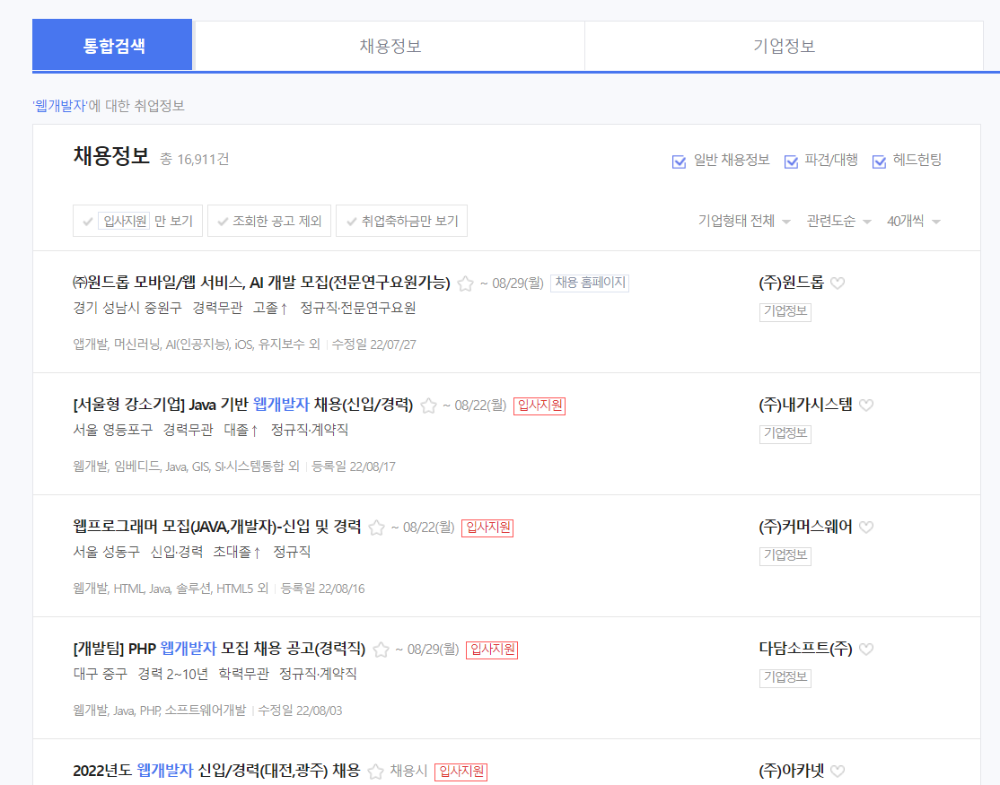 통합검색 채용정보 기업정보
'웹개발자'에 대한 취업정보
채용정보 총 16,911건 일반 채용정보 파견/대행 헤드헌팅
입사지원 만 보기 조회한 공고 제외 취업축하금만 보기 기업형태 전체 관련도순 40개씩
㈜원드롭 모바일/웹 서비스, AI 개발 모집(전문연구요원가능) ~ 08/29(월) 채용 홈페이지 (주)원드롭
경기 성남시 중원구 경력무관 고졸↑ 정규직·전문연구요원 기업정보
앱개발, 머신러닝, AI(인공지능), iOS, 유지보수 외 수정일 22/07/27
[서울형 강소기업] Java 기반 웹개발자 채용(신입/경력) ~ 08/22(월) 입사지원 (주)내가시스템
서울 영등포구 경력무관 대졸↑ 정규직·계약직 기업정보
웹개발, 임베디드, Java, GIS, SI·시스템통합 외 등록일 22/08/17
웹프로그래머 모집(JAVA,개발자)-신입 및 경력 ~ 08/22(월) 입사지원 (주)커머스웨어
서울 성동구 신입·경력 초대졸↑ 정규직 기업정보
웹개발, HTML, Java, 솔루션, HTML5 외 등록일 22/08/16
[개발팀] PHP 웹개발자 모집 채용 공고(경력직) ~ 08/29(월) 입사지원 다담소프트(주)
대구 중구 경력 2~10년 학력무관 정규직·계약직 기업정보
웹개발, Java, PHP, 소프트웨어개발 수정일 22/08/03
2022년도 웹개발자 신입/경력(대전,광주) 채용 채용시 입사지원 (주)아카넷